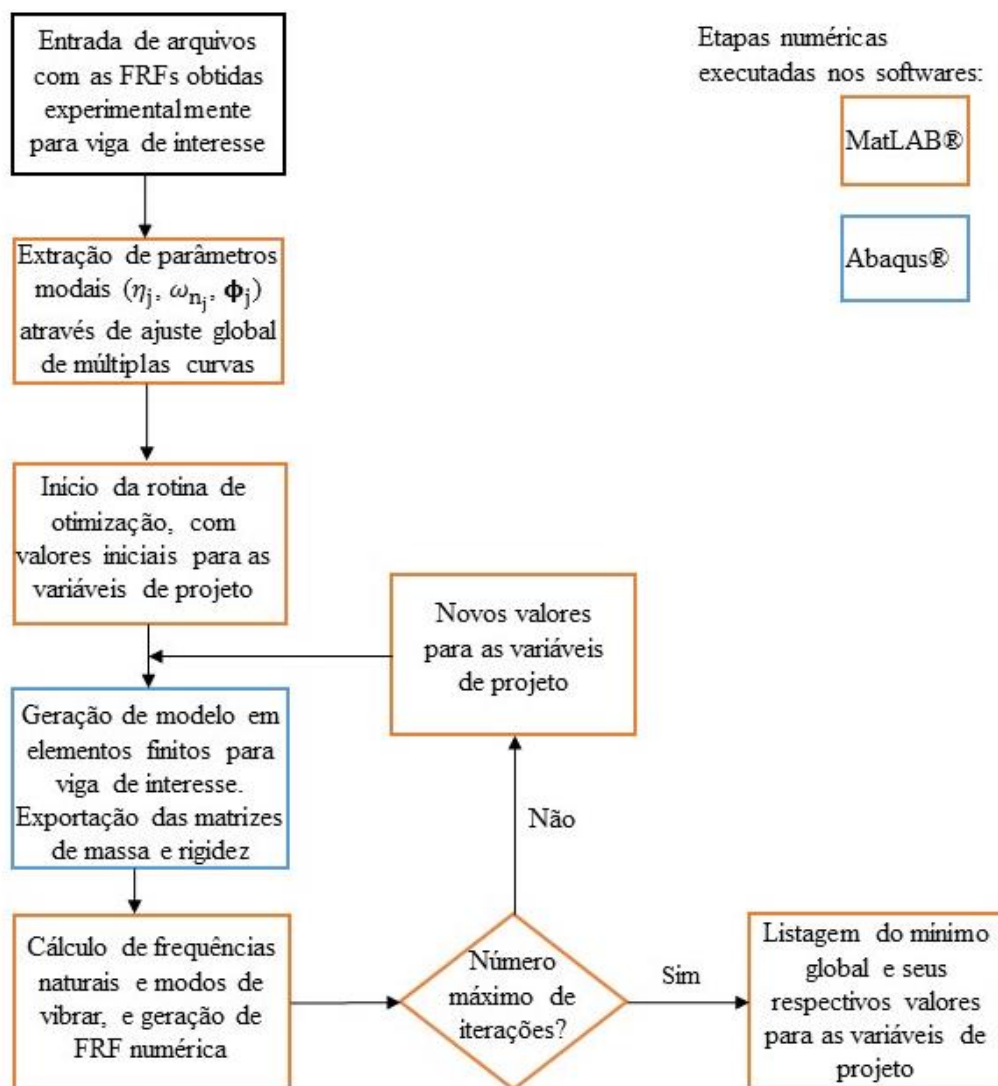 Entrada de arquivos
com as FRFs obtidas
experimentalmente
para viga de interesse
Etapas numéricas
executadas nos softwares:
MatLAB®
Abaqus®
Extração de parâmetros
modais (ηj, ωnj, ϕj)
através de ajuste global
de múltiplas curvas
Início da rotina de
otimização, com
valores iniciais para as
variáveis de projeto
Novos valores
para as variáveis
de projeto
Geração de modelo em
elementos finitos para
viga de interesse.
Exportação das matrizes
de massa e rigidez
Não
Cálculo de frequências
naturais e modos de
vibrar, e geração de
FRF numérica
Número
máximo de
iterações?
Sim
Listagem do mínimo
global e seus
respectivos valores
para as variáveis de
projeto